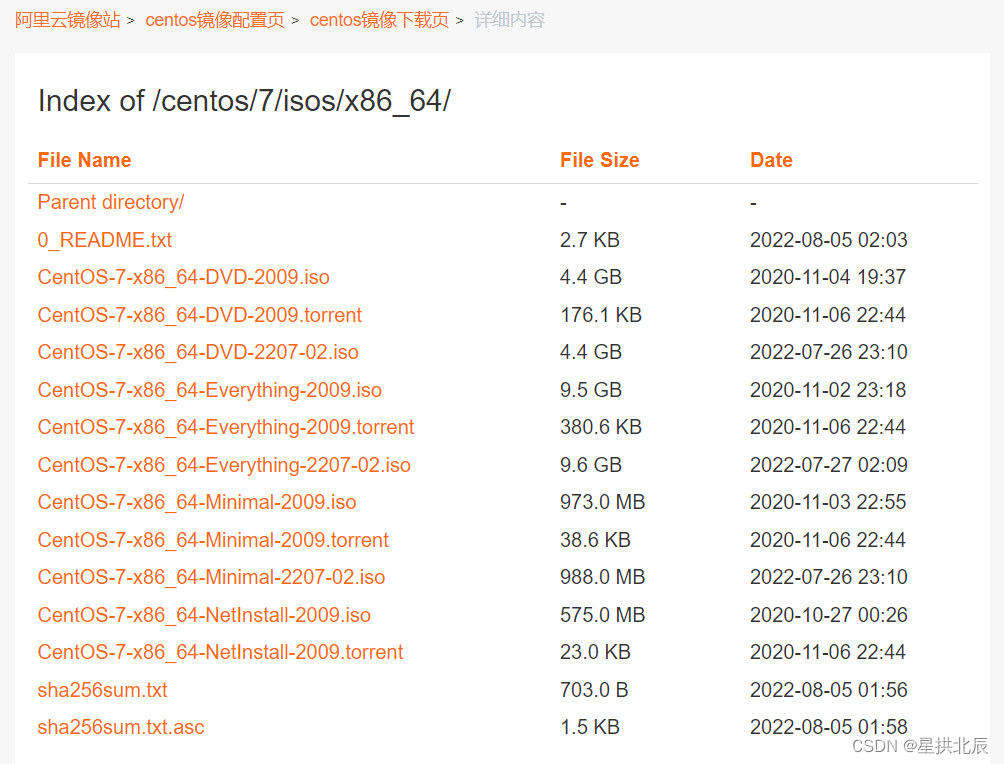 阿里云镜像站 > centos镜像配置页 > centos镜像下载页 > 详细内容
Index of /centos/7/isos/x86_64/
File Name File Size Date
Parent directory/ - -
0_README.txt 2.7 KB 2022-08-05 02:03
CentOS-7-x86_64-DVD-2009.iso 4.4 GB 2020-11-04 19:37
CentOS-7-x86_64-DVD-2009.torrent 176.1 KB 2020-11-06 22:44
CentOS-7-x86_64-DVD-2207-02.iso 4.4 GB 2022-07-26 23:10
CentOS-7-x86_64-Everything-2009.iso 9.5 GB 2020-11-02 23:18
CentOS-7-x86_64-Everything-2009.torrent 380.6 KB 2020-11-06 22:44
CentOS-7-x86_64-Everything-2207-02.iso 9.6 GB 2022-07-27 02:09
CentOS-7-x86_64-Minimal-2009.iso 973.0 MB 2020-11-03 22:55
CentOS-7-x86_64-Minimal-2009.torrent 38.6 KB 2020-11-06 22:44
CentOS-7-x86_64-Minimal-2207-02.iso 988.0 MB 2022-07-26 23:10
CentOS-7-x86_64-NetInstall-2009.iso 575.0 MB 2020-10-27 00:26
CentOS-7-x86_64-NetInstall-2009.torrent 23.0 KB 2020-11-06 22:44
sha256sum.txt 703.0 B 2022-08-05 01:56
sha256sum.txt.asc 1.5 KB 2022-08-05 01:58
CSDN @星拱北辰